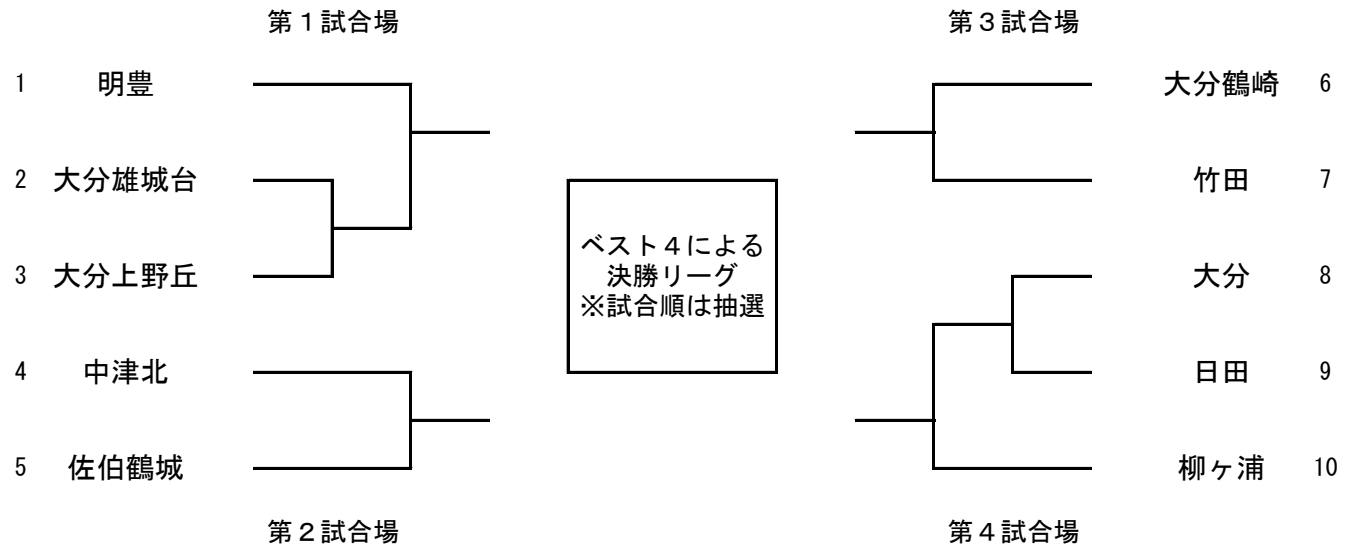 第１試合場
第３試合場
1 明豊
大分鶴崎 6
2 大分雄城台
竹田 7
ベスト４による
決勝リーグ
※試合順は抽選
3 大分上野丘
大分 8
4 中津北
日田 9
5 佐伯鶴城
柳ヶ浦 10
第２試合場
第４試合場